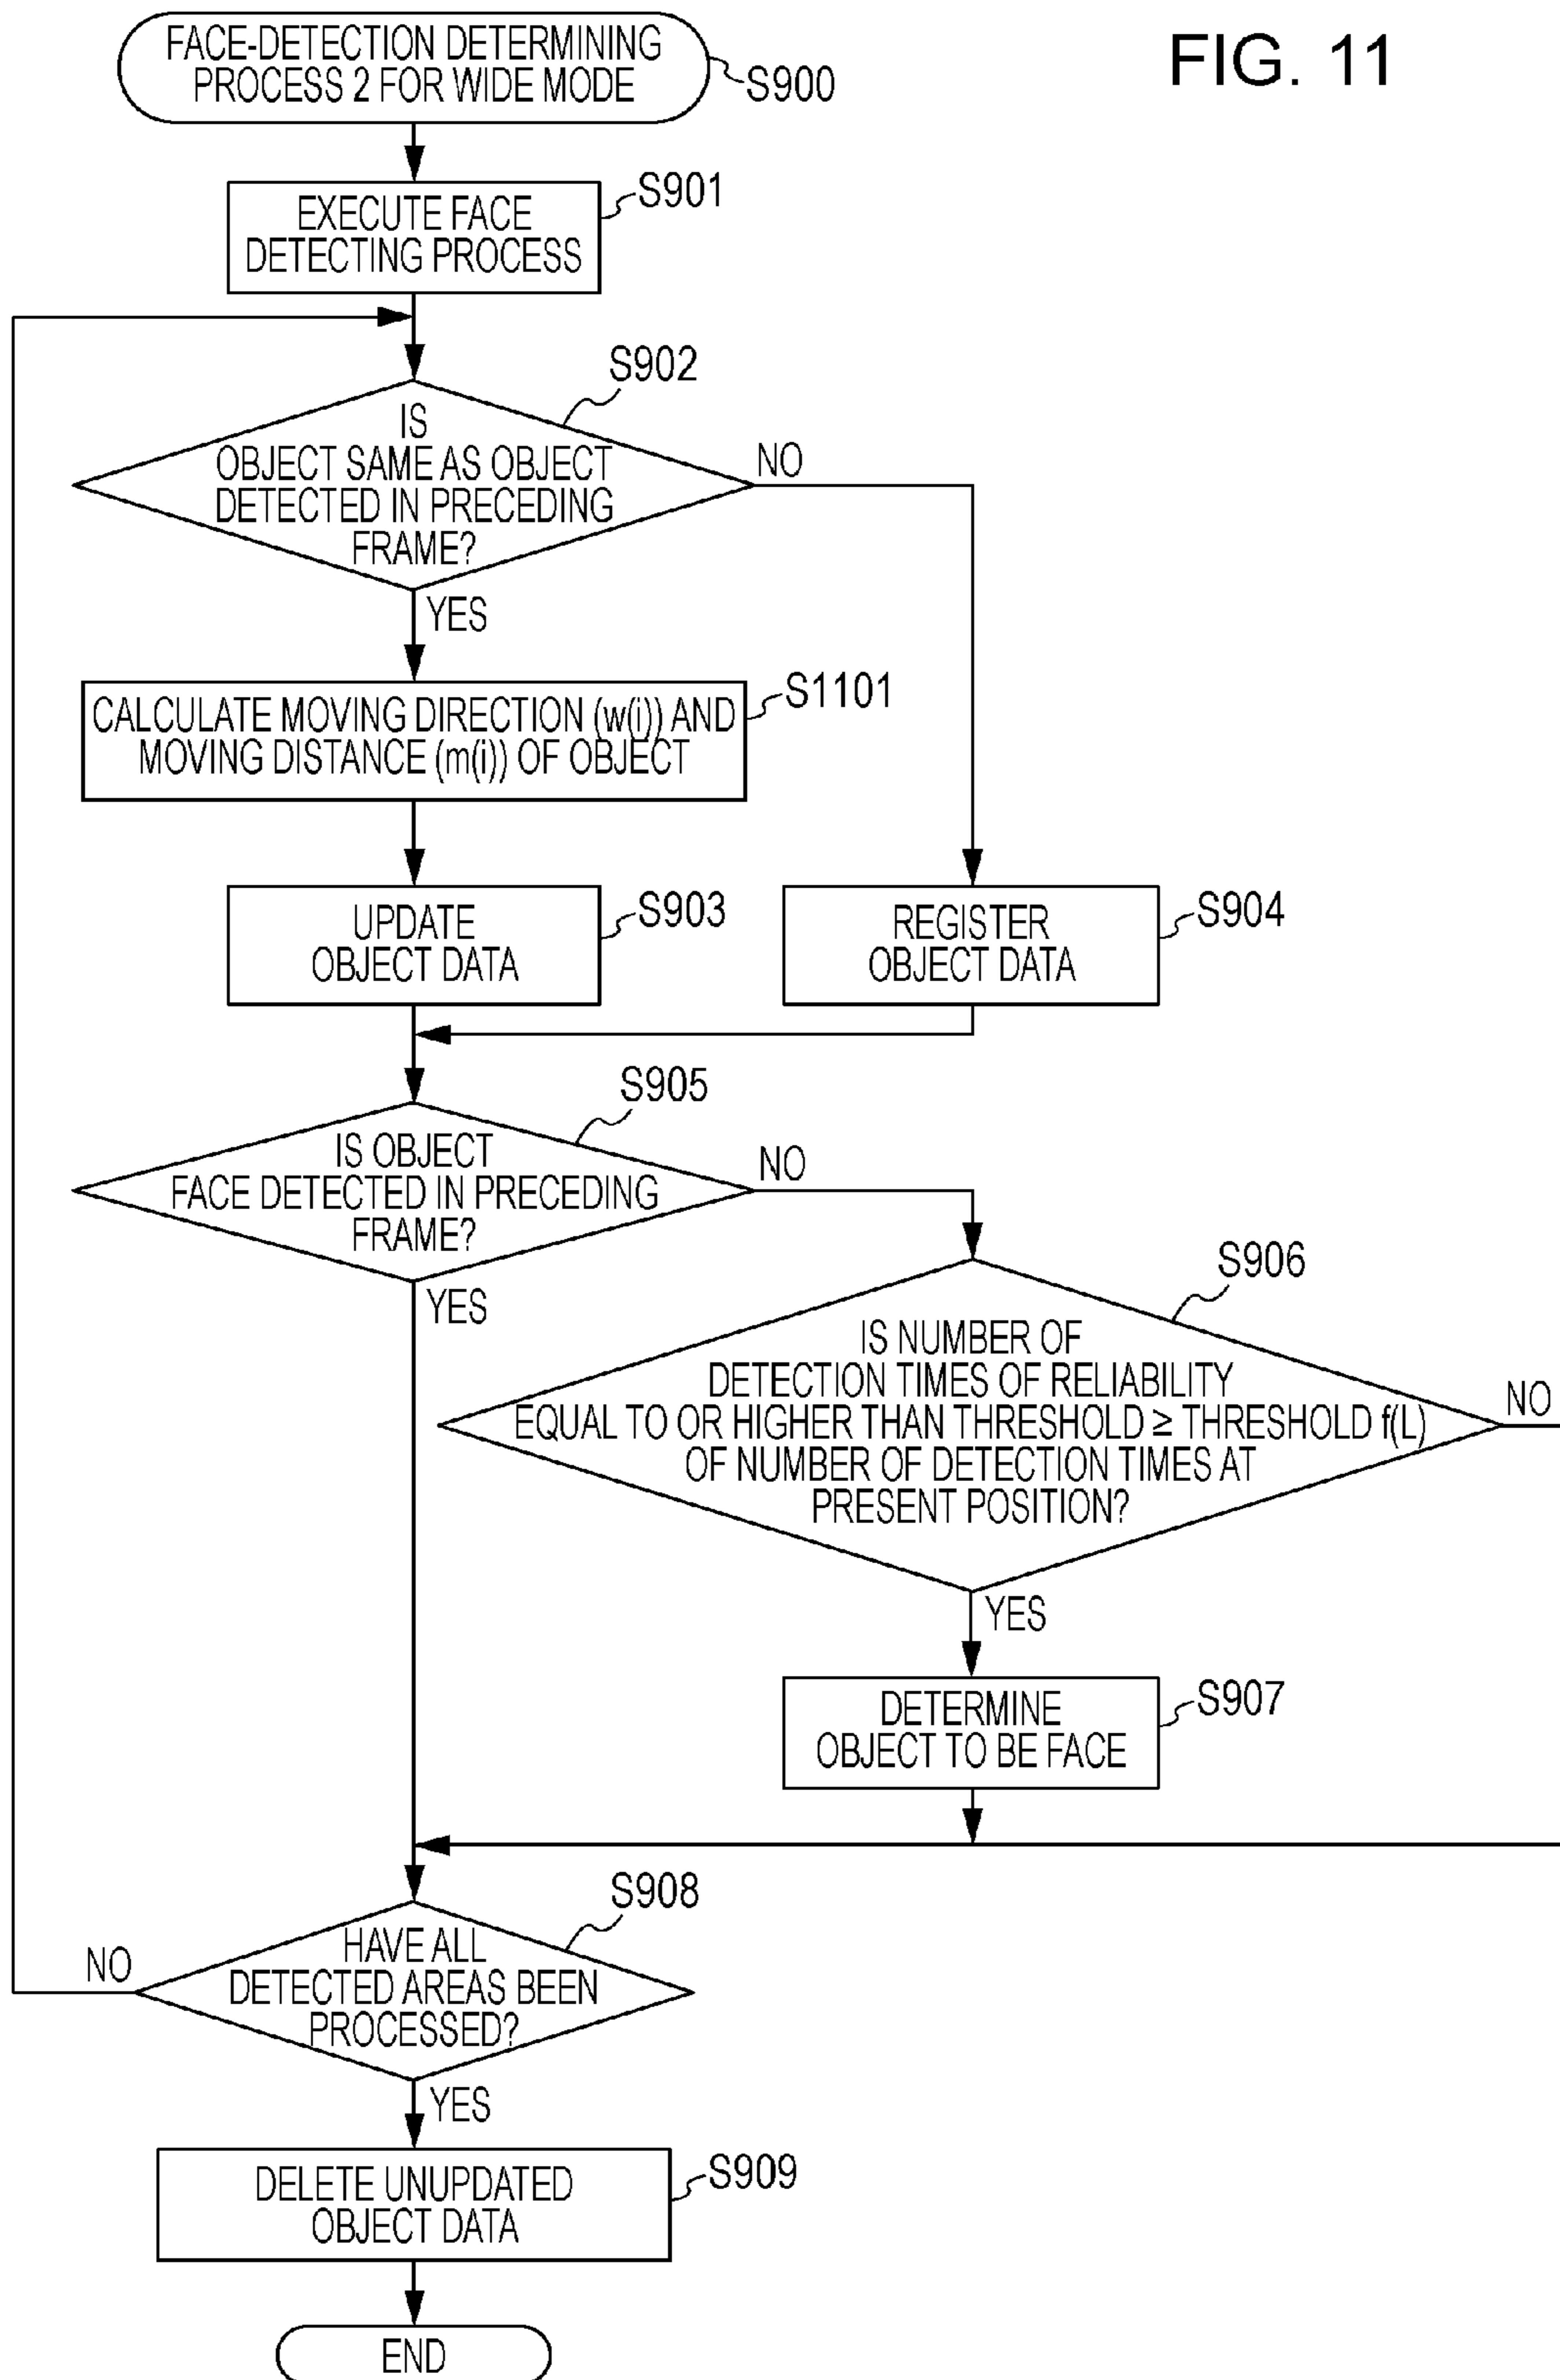 FIG. 11
FACE-DETECTION DETERMINING
PROCESS 2 FOR WIDE MODE
S900
EXECUTE FACE
DETECTING PROCESS
S901
S902
IS
OBJECT SAME AS OBJECT
DETECTED IN PRECEDING
FRAME?
NO
YES
CALCULATE MOVING DIRECTION (w(i)) AND
MOVING DISTANCE (m(i)) OF OBJECT
S1101
UPDATE
OBJECT DATA
S903
REGISTER
OBJECT DATA
S904
S905
IS OBJECT
FACE DETECTED IN PRECEDING
FRAME?
NO
YES
S906
IS NUMBER OF
DETECTION TIMES OF RELIABILITY
EQUAL TO OR HIGHER THAN THRESHOLD ≥ THRESHOLD f(L)
OF NUMBER OF DETECTION TIMES AT
PRESENT POSITION?
NO
YES
DETERMINE
OBJECT TO BE FACE
S907
S908
HAVE ALL
DETECTED AREAS BEEN
PROCESSED?
NO
YES
DELETE UNUPDATED
OBJECT DATA
S909
END